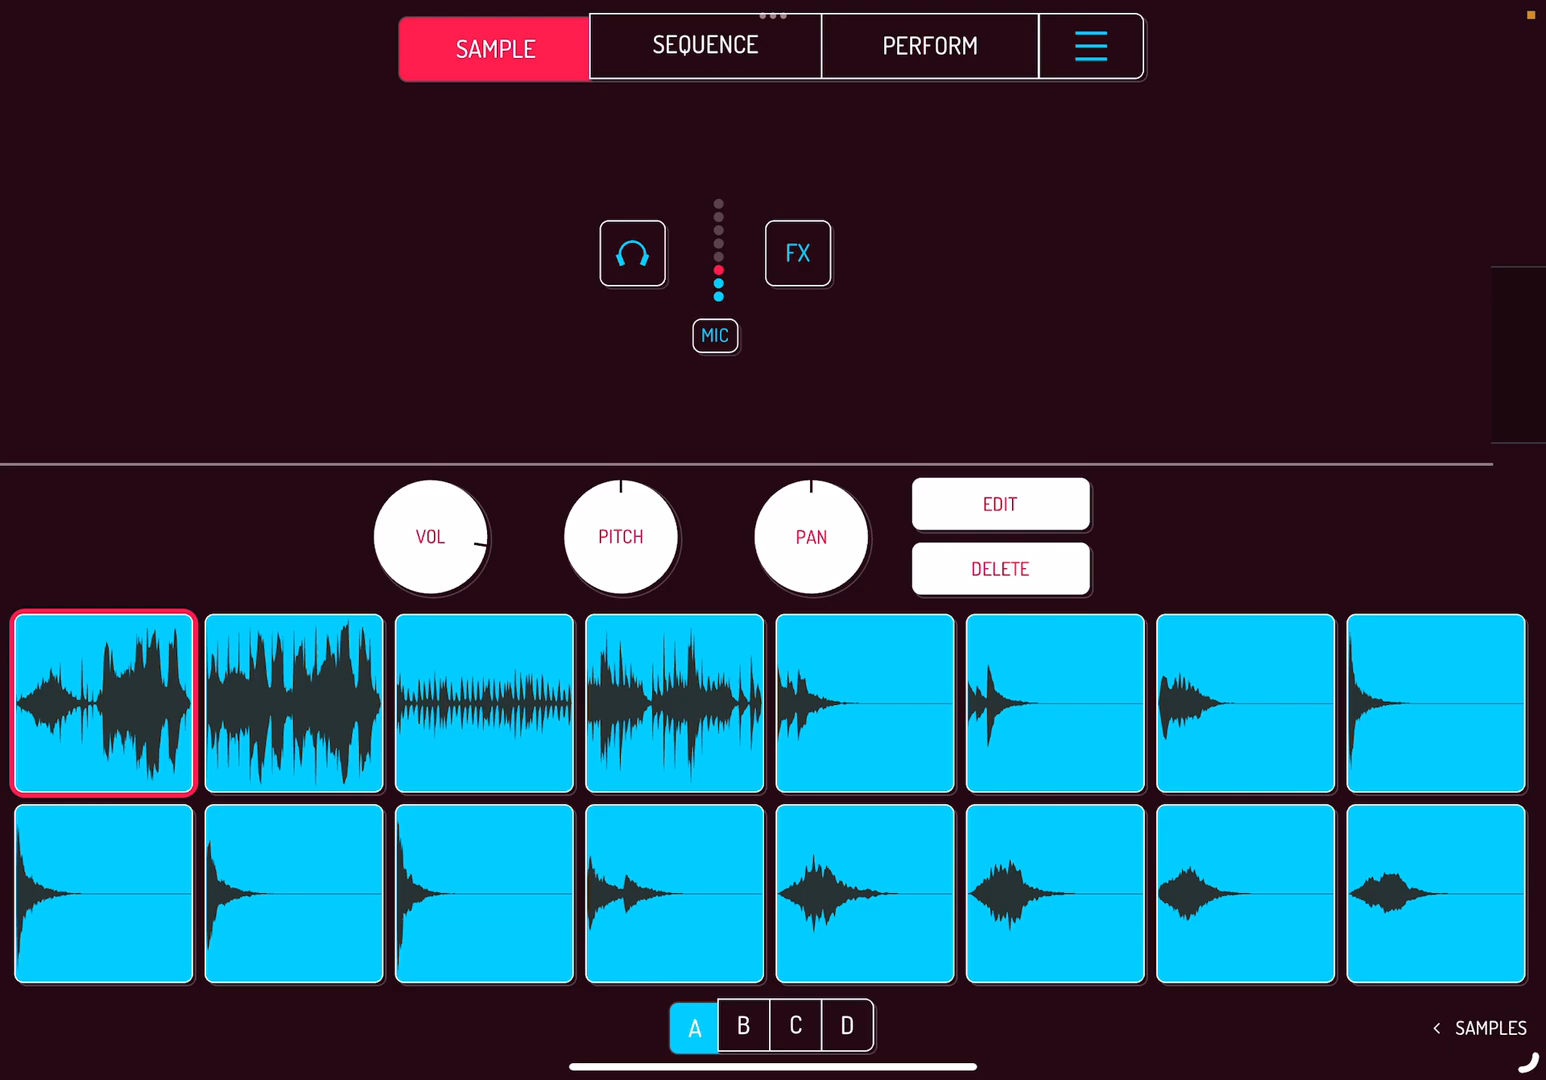 SAMPLE
SEQUENCE
PERFORM
FX
MIC
VOL
PITCH
PAN
EDIT
DELETE
A
B
C
D
< SAMPLES